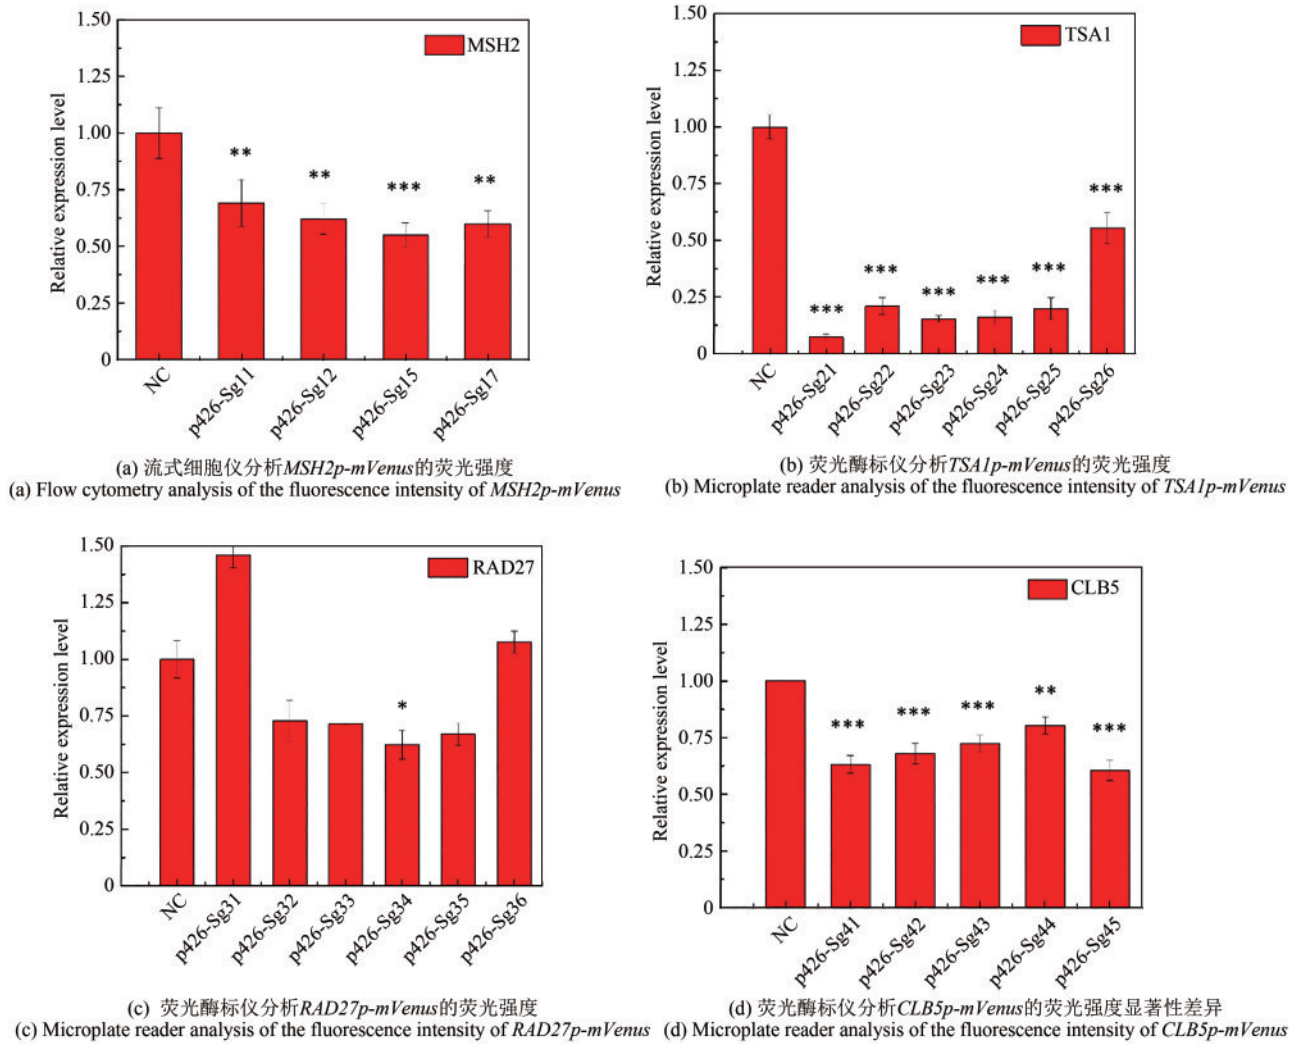 1.50
1.25
1.00
0.75
0.50
0.25
0
Relative expression level
MSH2
**
**
***
**
NC
p426-Sg11
p426-Sg12
p426-Sg15
p426-Sg17
(a) 流式细胞仪分析MSH2p-mVenus的荧光强度
(a) Flow cytometry analysis of the fluorescence intensity of MSH2p-mVenus
1.50
1.25
1.00
0.75
0.50
0.25
0
Relative expression level
TSA1
***
***
***
***
***
***
NC
p426-Sg21
p426-Sg22
p426-Sg23
p426-Sg24
p426-Sg25
p426-Sg26
(b) 荧光酶标仪分析TSA1p-mVenus的荧光强度
(b) Microplate reader analysis of the fluorescence intensity of TSA1p-mVenus
1.50
1.25
1.00
0.75
0.50
0.25
0
Relative expression level
RAD27
*
NC
p426-Sg31
p426-Sg32
p426-Sg33
p426-Sg34
p426-Sg35
p426-Sg36
(c) 荧光酶标仪分析RAD27p-mVenus的荧光强度
(c) Microplate reader analysis of the fluorescence intensity of RAD27p-mVenus
1.50
1.25
1.00
0.75
0.50
0.25
0
Relative expression level
CLB5
***
***
***
**
***
NC
p426-Sg41
p426-Sg42
p426-Sg43
p426-Sg44
p426-Sg45
(d) 荧光酶标仪分析CLB5p-mVenus的荧光强度显著性差异
(d) Microplate reader analysis of the fluorescence intensity of CLB5p-mVenus